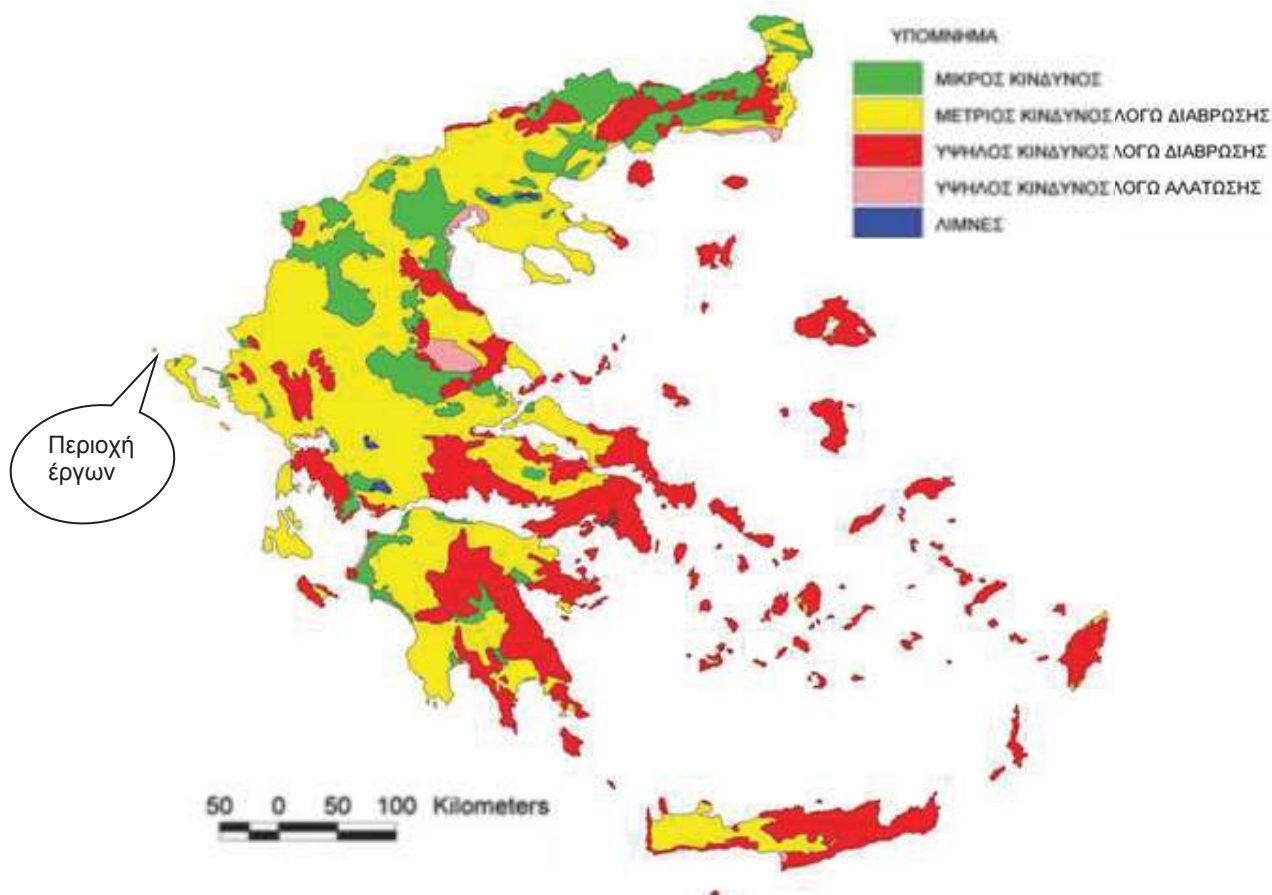 ΥΠΟΜΝΗΜΑ
ΜΙΚΡΟΣ ΚΙΝΔΥΝΟΣ
ΜΕΤΡΙΟΣ ΚΙΝΔΥΝΟΣ ΛΟΓΩ ΔΙΑΒΡΩΣΗΣ
ΥΨΗΛΟΣ ΚΙΝΔΥΝΟΣ ΛΟΓΩ ΔΙΑΒΡΩΣΗΣ
ΥΨΗΛΟΣ ΚΙΝΔΥΝΟΣ ΛΟΓΩ ΑΛΑΤΩΣΗΣ
ΛΙΜΝΕΣ
Περιοχή
έργων
50 0 50 100 Kilometers